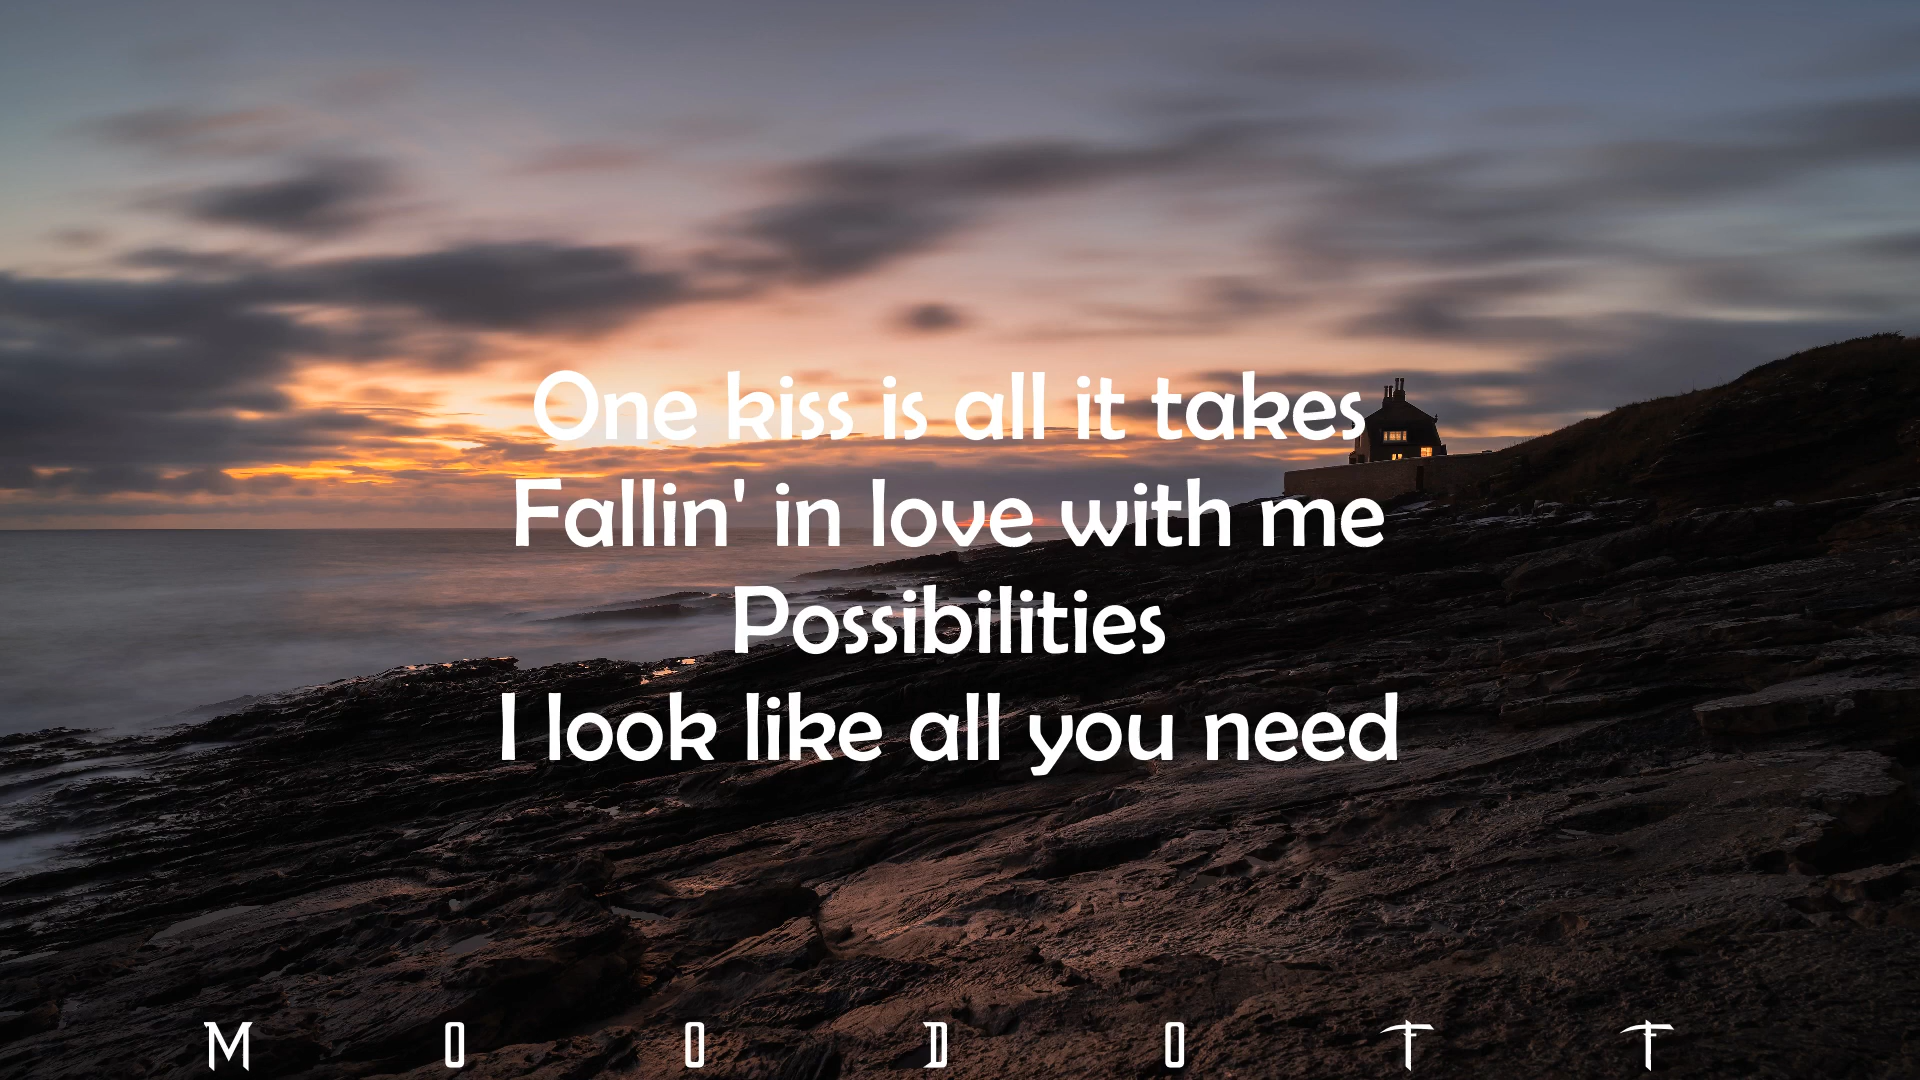 One kiss is all it takes
Fallin' in love with me
Possibilities
I look like all you need
M O O D O T T